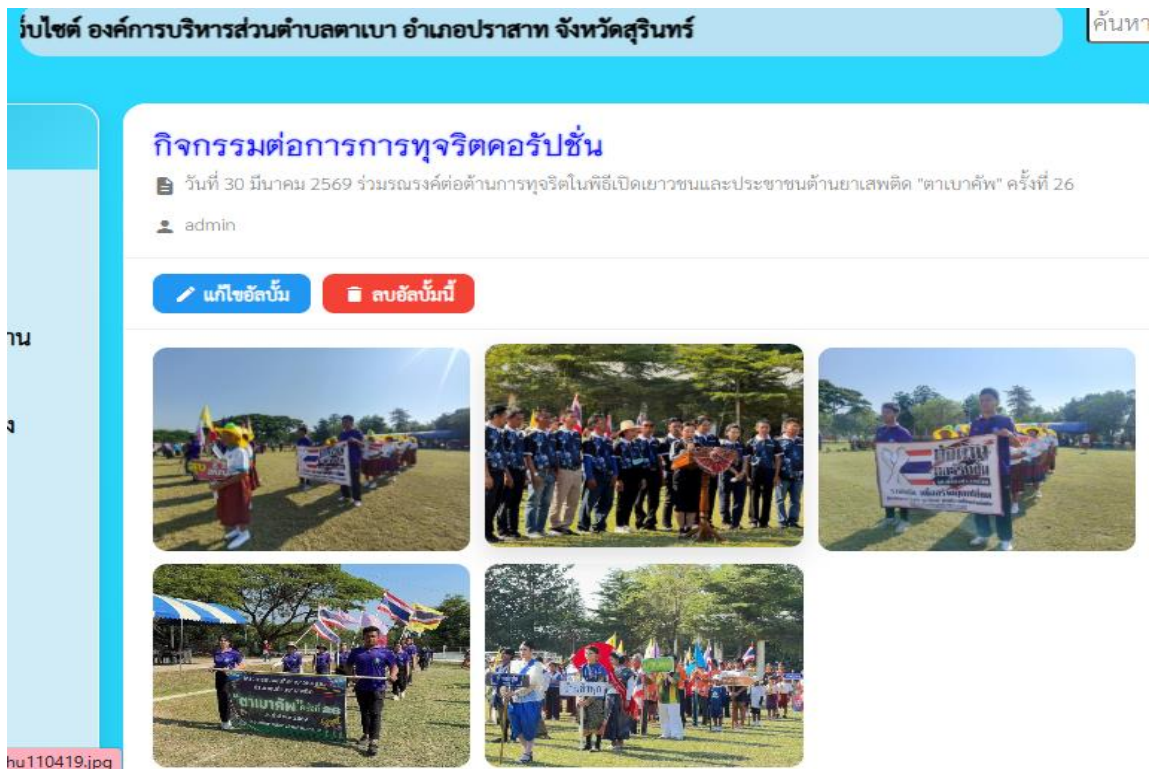 เว็บไซต์ องค์การบริหารส่วนตำบลตาเบา อำเภอปราสาท จังหวัดสุรินทร์
ค้นหา
กิจกรรมต่อการการทุจริตคอรัปชั่น
วันที่ 30 มีนาคม 2569 ร่วมรณรงค์ต่อต้านการทุจริตในพิธีเปิดเยาวชนและประชาชนต้านยาเสพติด "ตาเบาคัพ" ครั้งที่ 26
admin
แก้ไขอัลบั้ม
ลบอัลบั้มนี้
าน
ง
"ตาเบาคัพ"
hu110419.jpg